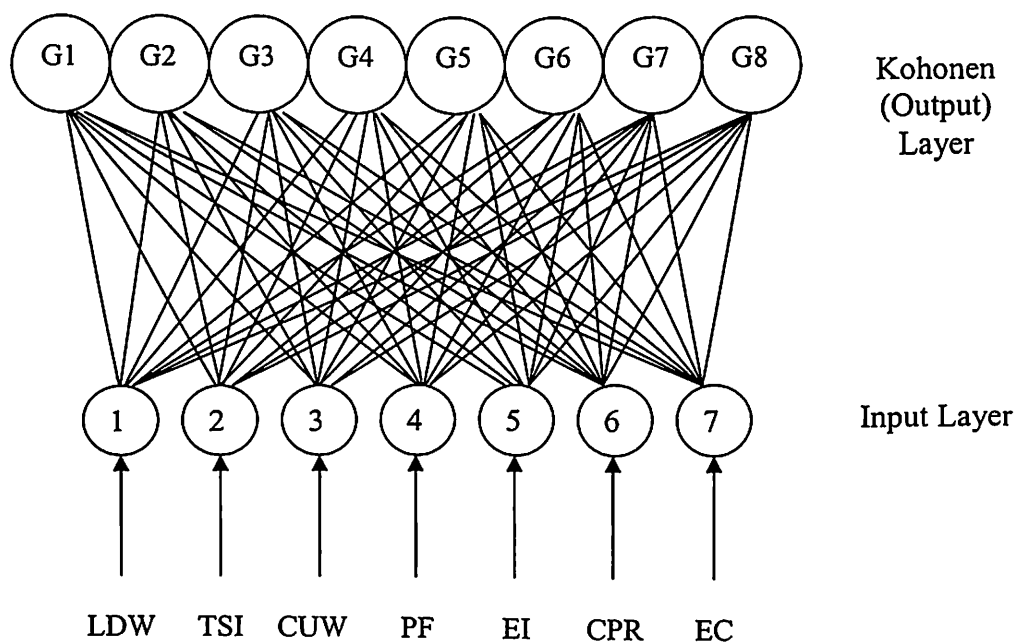 G1 G2 G3 G4 G5 G6 G7 G8
Kohonen
(Output)
Layer
1 2 3 4 5 6 7
Input Layer
LDW TSI CUW PF EI CPR EC